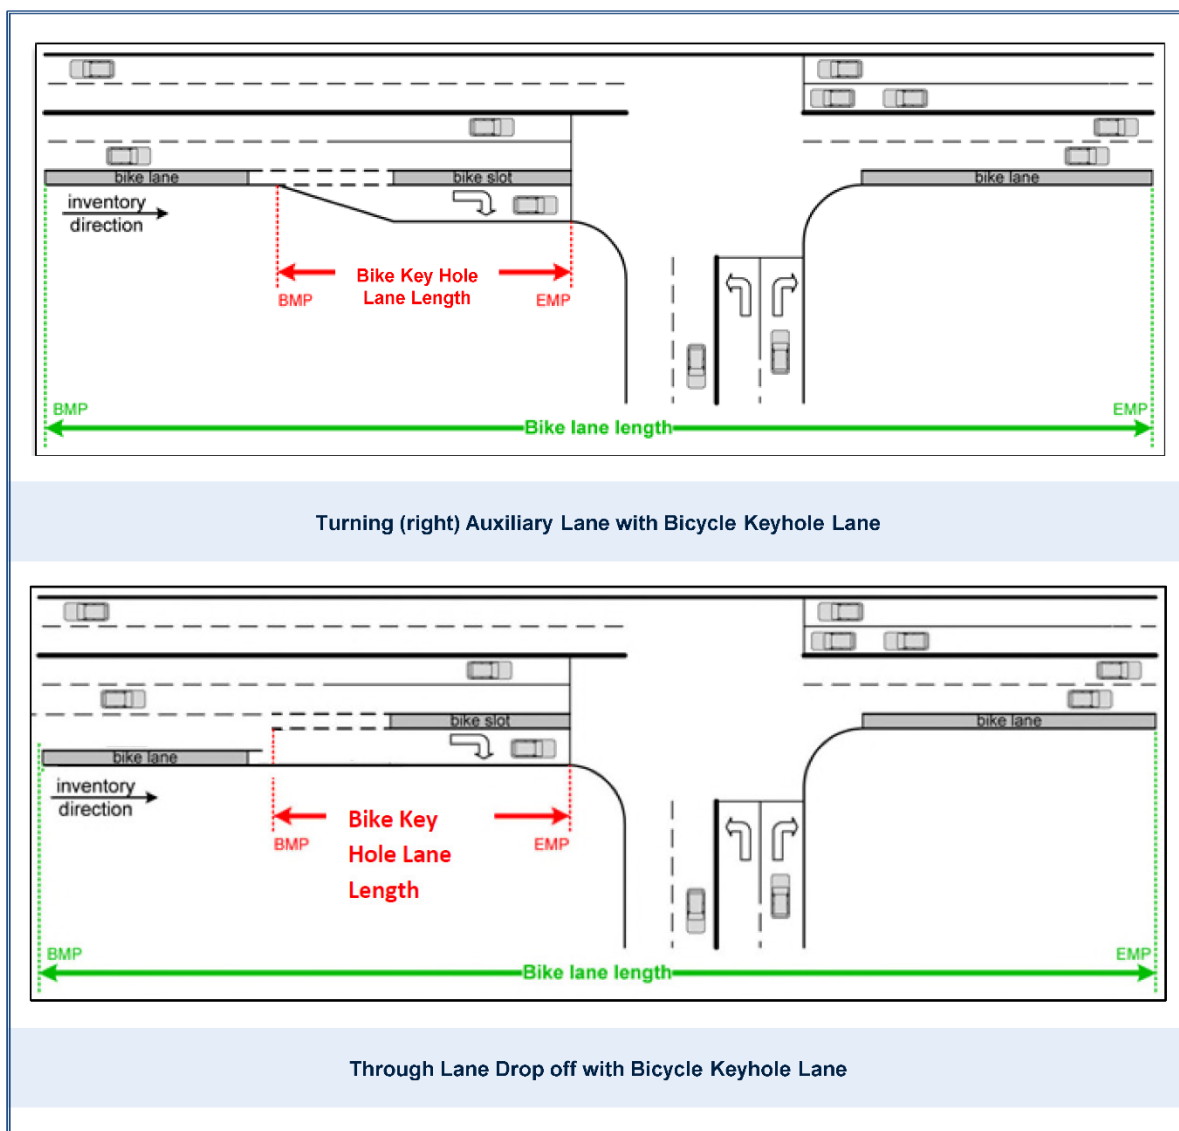 bike lane
bike slot
bike lane
inventory
direction
Bike Key Hole
Lane Length
BMP
EMP
BMP
EMP
Bike lane length
Turning (right) Auxiliary Lane with Bicycle Keyhole Lane
bike slot
bike lane
bike lane
inventory
direction
Bike Key
Hole Lane
Length
BMP
EMP
BMP
EMP
Bike lane length
Through Lane Drop off with Bicycle Keyhole Lane